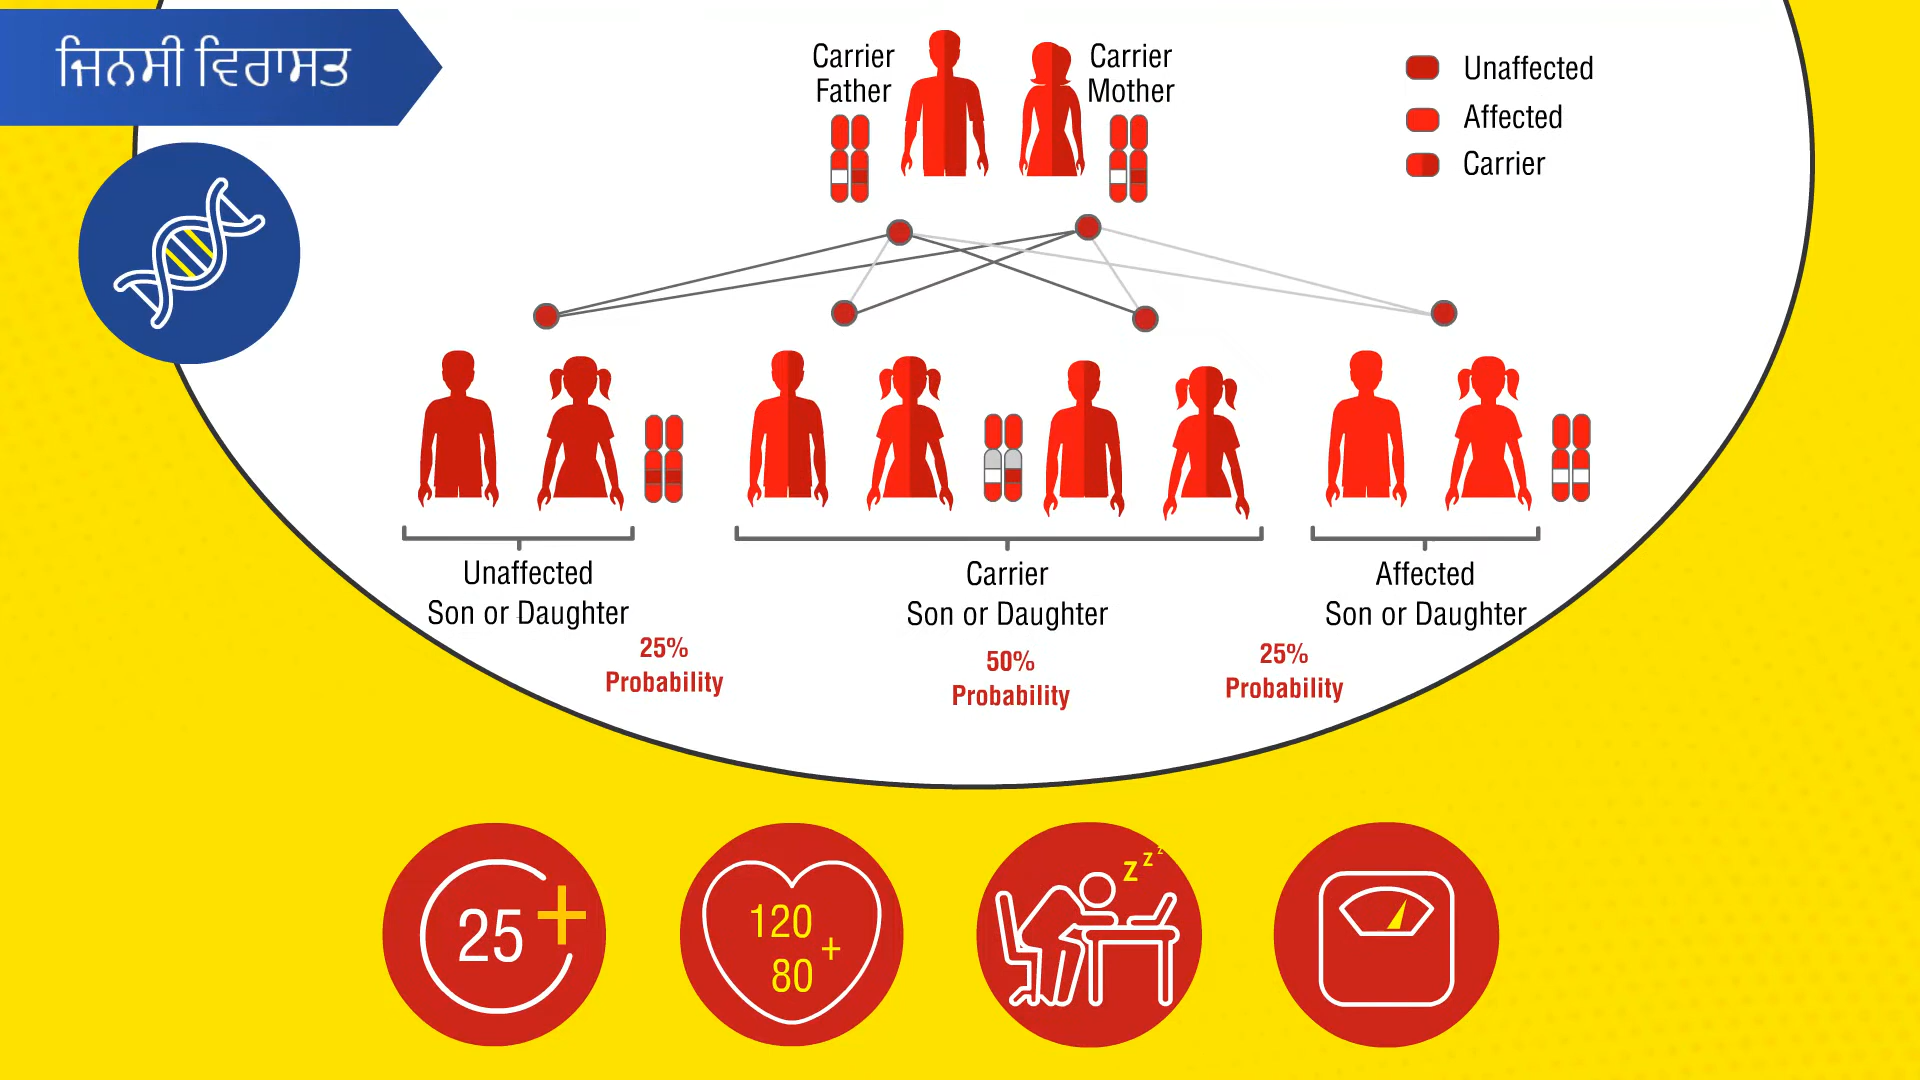 ਜਿਨਸੀ ਵਿਰਾਸਤ
Carrier
Father
Carrier
Mother
Unaffected
Affected
Carrier
Unaffected
Son or Daughter
25%
Probability
Carrier
Son or Daughter
50%
Probability
Affected
Son or Daughter
25%
Probability
25+
120
80+
z z z